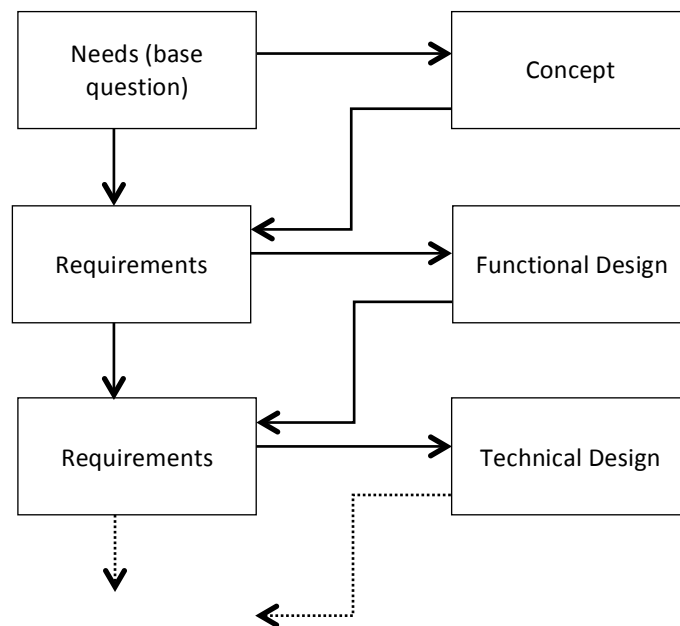 Needs (base
question)
Concept
Requirements
Functional Design
Requirements
Technical Design